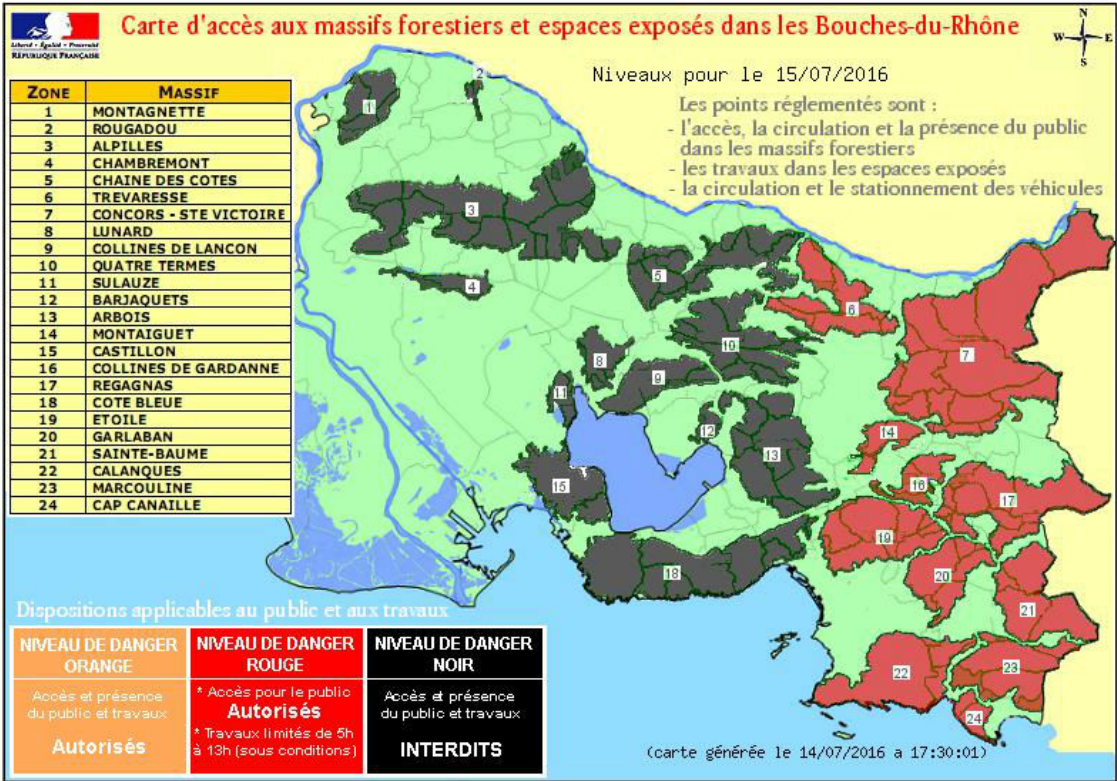 Carte d'accès aux massifs forestiers et espaces exposés dans les Bouches-du-Rhône
Liberté • Égalité • Fraternité
RÉPUBLIQUE FRANÇAISE
N
W E
S
Niveaux pour le 15/07/2016
Les points réglementés sont :
- l'accès, la circulation et la présence du public
dans les massifs forestiers
- les travaux dans les espaces exposés
- la circulation et le stationnement des véhicules
ZONE MASSIF
1 MONTAGNETTE
2 ROUGADOU
3 ALPILLES
4 CHAMBREMONT
5 CHAINE DES COTES
6 TREVARESSE
7 CONCORS - STE VICTOIRE
8 LUNARD
9 COLLINES DE LANCON
10 QUATRE TERMES
11 SULAUZE
12 BARJAQUETS
13 ARBOIS
14 MONTAIGUET
15 CASTILLON
16 COLLINES DE GARDANNE
17 REGAGNAS
18 COTE BLEUE
19 ETOILE
20 GARLABAN
21 SAINTE-BAUME
22 CALANQUES
23 MARCOULINE
24 CAP CANAILLE
2
1
3
5
4
6
10
7
8
9
11
12
14
13
15
16
17
19
18
20
21
22
23
24
Dispositions applicables au public et aux travaux
NIVEAU DE DANGER
ORANGE
Accès et présence
du public et travaux
Autorisés
NIVEAU DE DANGER
ROUGE
* Accès pour le public
Autorisés
* Travaux limités de 5h
à 13h (sous conditions)
NIVEAU DE DANGER
NOIR
Accès et présence
du public et travaux
INTERDITS
(carte générée le 14/07/2016 a 17:30:01)